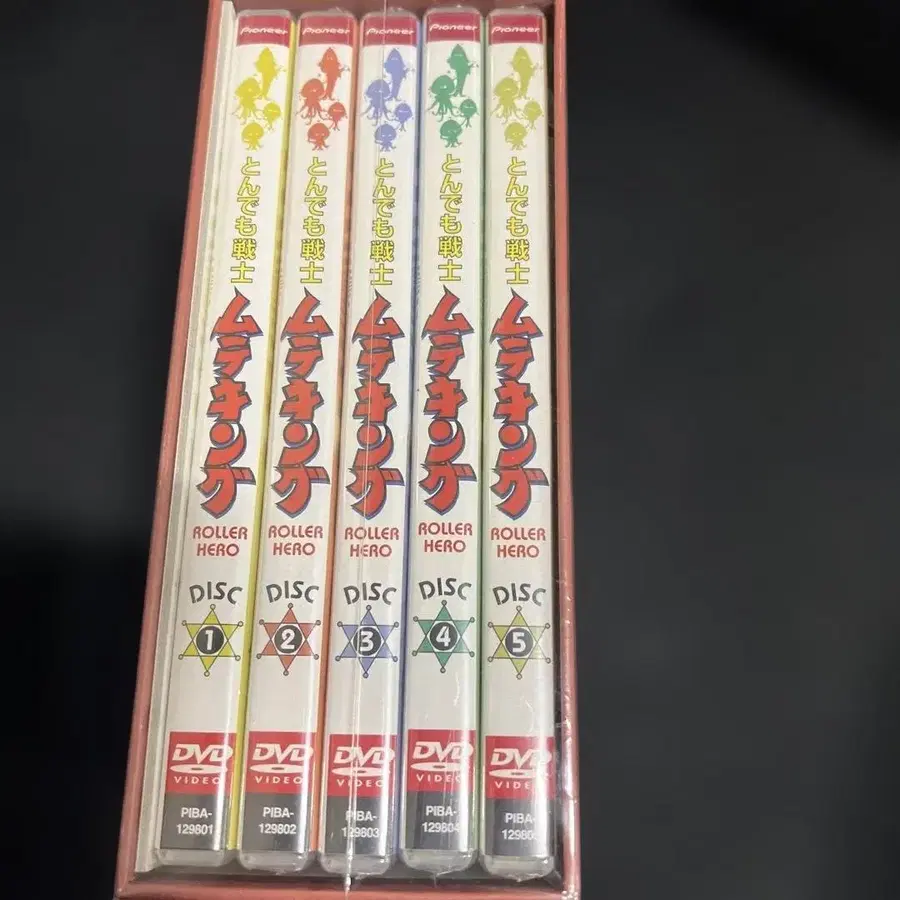 Pioneer
とんでも戦士
ムテキング
ROLLER
HERO
DISC
1
DVD
VIDEO
PIBA-
129801
Pioneer
とんでも戦士
ムテキング
ROLLER
HERO
DISC
2
DVD
VIDEO
PIBA-
129802
Pioneer
とんでも戦士
ムテキング
ROLLER
HERO
DISC
3
DVD
VIDEO
PIBA-
129803
Pioneer
とんでも戦士
ムテキング
ROLLER
HERO
DISC
4
DVD
VIDEO
PIBA-
129804
Pioneer
とんでも戦士
ムテキング
ROLLER
HERO
DISC
5
DVD
VIDEO
PIBA-